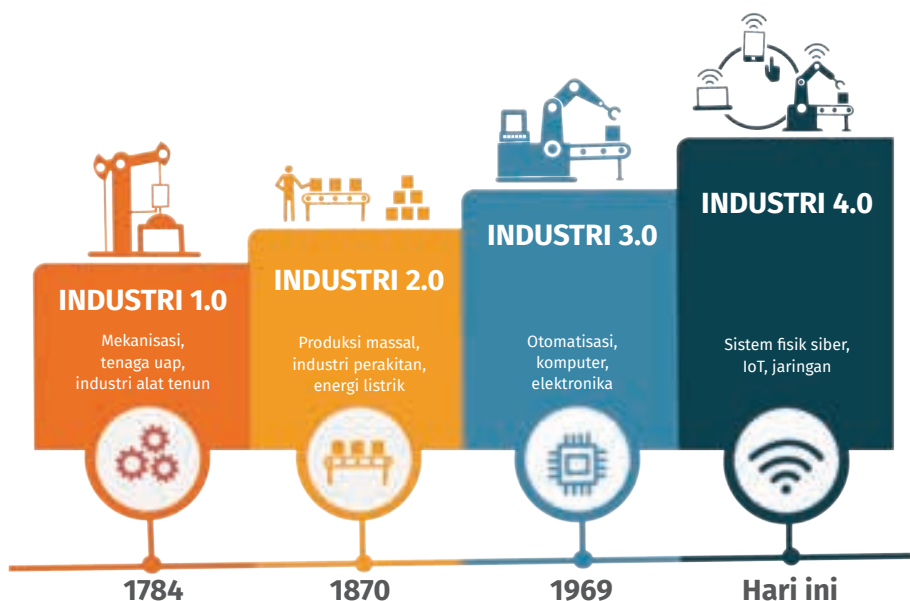 INDUSTRI 1.0
Mekanisasi,
tenaga uap,
industri alat tenun
1784
INDUSTRI 2.0
Produksi massal,
industri perakitan,
energi listrik
1870
INDUSTRI 3.0
Otomatisasi,
komputer,
elektronika
1969
INDUSTRI 4.0
Sistem fisik siber,
IoT, jaringan
Hari ini